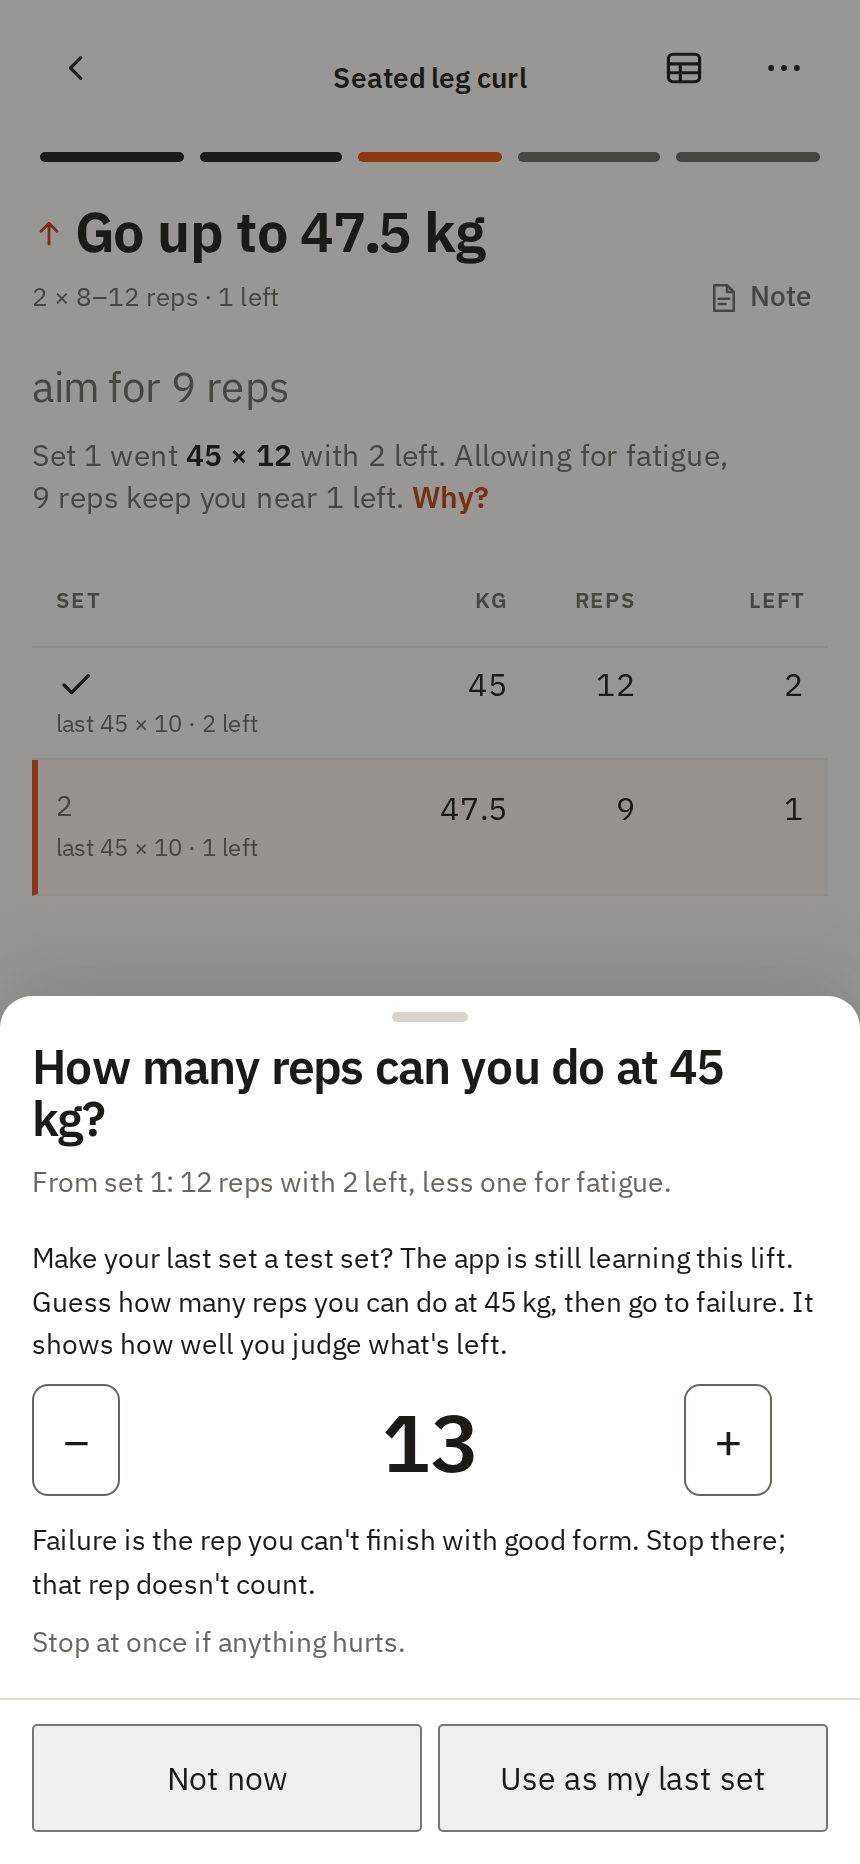 Seated leg curl
↑ Go up to 47.5 kg
2 × 8–12 reps · 1 left
Note
aim for 9 reps
Set 1 went 45 × 12 with 2 left. Allowing for fatigue,
9 reps keep you near 1 left. Why?
SET KG REPS LEFT
✓ 45 12 2
last 45 × 10 · 2 left
2 47.5 9 1
last 45 × 10 · 1 left
How many reps can you do at 45
kg?
From set 1: 12 reps with 2 left, less one for fatigue.
Make your last set a test set? The app is still learning this lift.
Guess how many reps you can do at 45 kg, then go to failure. It
shows how well you judge what's left.
− 13 +
Failure is the rep you can't finish with good form. Stop there;
that rep doesn't count.
Stop at once if anything hurts.
Not now
Use as my last set